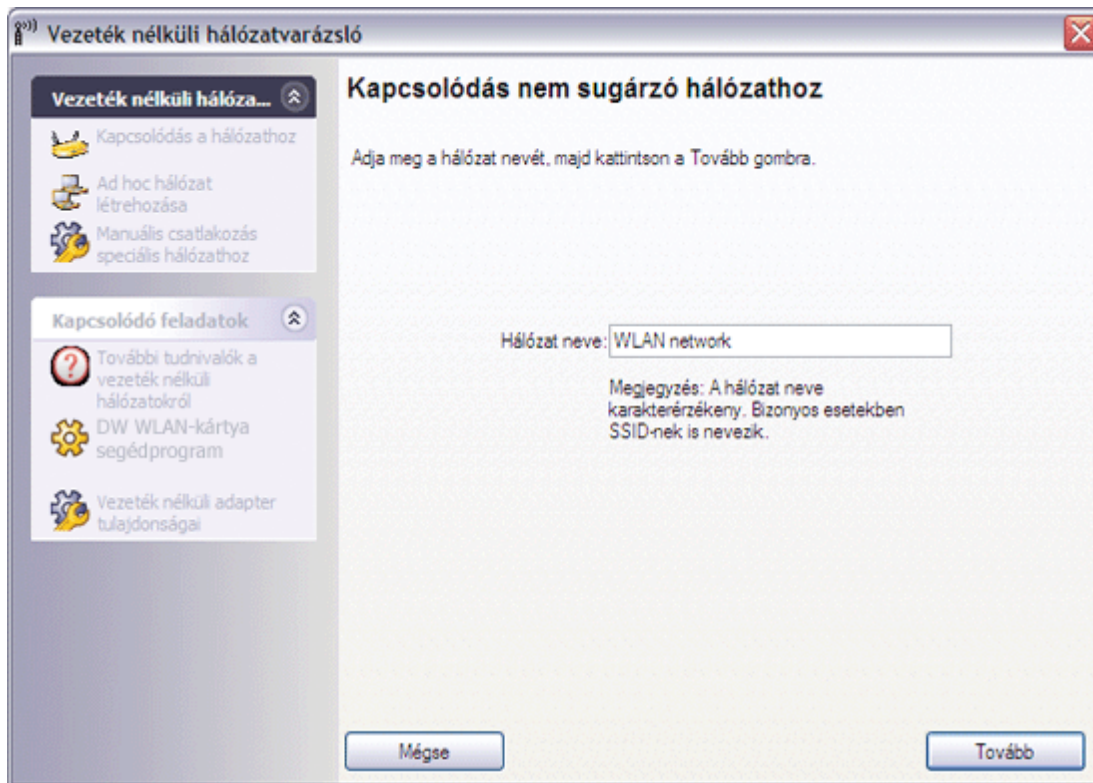 Vezeték nélküli hálózatvarázsló
Vezeték nélküli hálóza...
Kapcsolódás a hálózathoz
Ad hoc hálózat
létrehozása
Manuális csatlakozás
speciális hálózathoz
Kapcsolódó feladatok
További tudnivalók a
vezeték nélküli
hálózatokról
DW WLAN-kártya
segédprogram
Vezeték nélküli adapter
tulajdonságai
Kapcsolódás nem sugárzó hálózathoz
Adja meg a hálózat nevét, majd kattintson a Tovább gombra.
Hálózat neve: WLAN network
Megjegyzés: A hálózat neve
karakterérzékeny. Bizonyos esetekben
SSID-nek is nevezik.
Mégse
Tovább